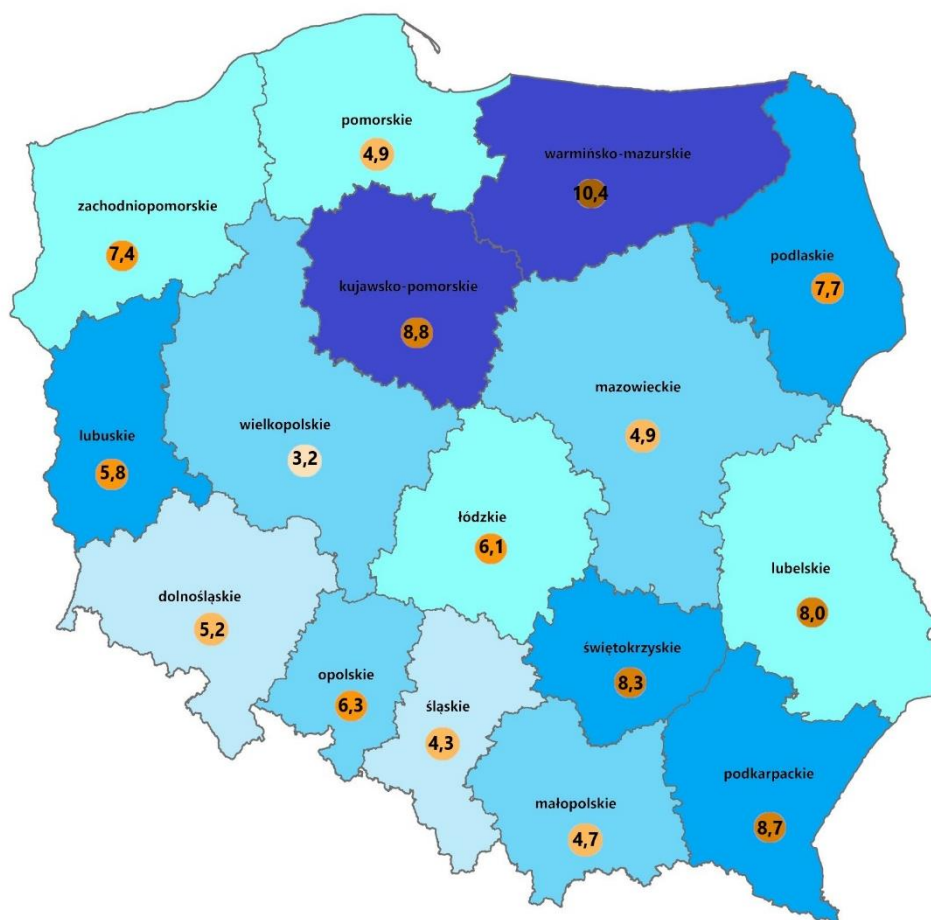 pomorskie
4,9
warmińsko-mazurskie
10,4
zachodniopomorskie
7,4
podlaskie
7,7
kujawsko-pomorskie
8,8
mazowieckie
4,9
wielkopolskie
3,2
lubuskie
5,8
łódzkie
6,1
lubelskie
8,0
dolnośląskie
5,2
świętokrzyskie
8,3
opolskie
6,3
śląskie
4,3
podkarpackie
8,7
małopolskie
4,7